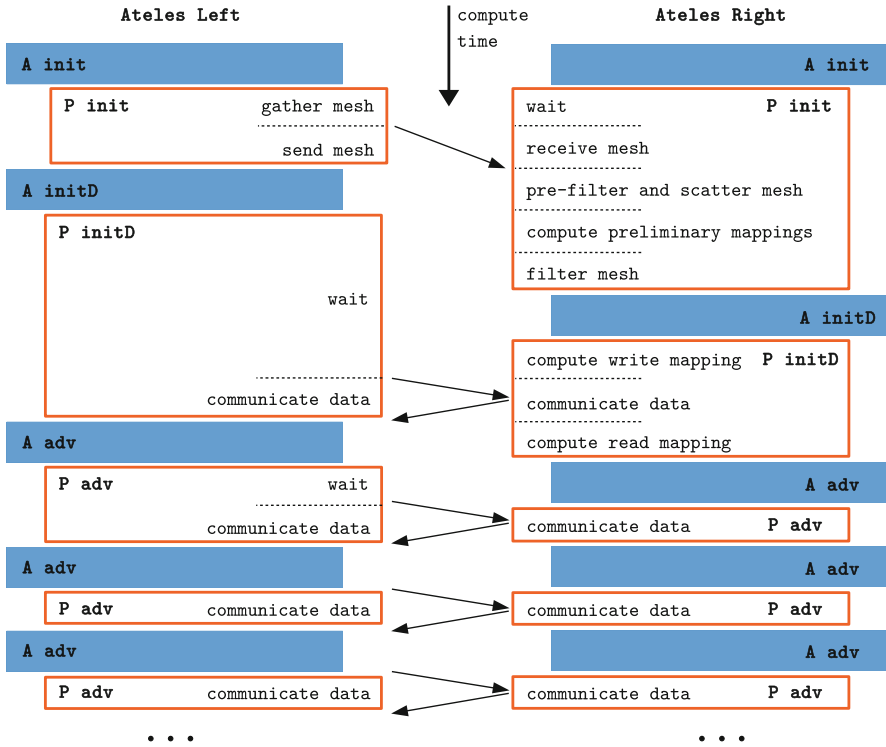 Ateles Left
compute
time
Ateles Right
A init
A init
P init
gather mesh
send mesh
wait
P init
receive mesh
pre-filter and scatter mesh
compute preliminary mappings
filter mesh
A initD
P initD
wait
communicate data
A initD
compute write mapping
P initD
communicate data
compute read mapping
A adv
P adv
wait
communicate data
A adv
communicate data
P adv
A adv
P adv
communicate data
A adv
communicate data
P adv
A adv
P adv
communicate data
A adv
communicate data
P adv
...
...